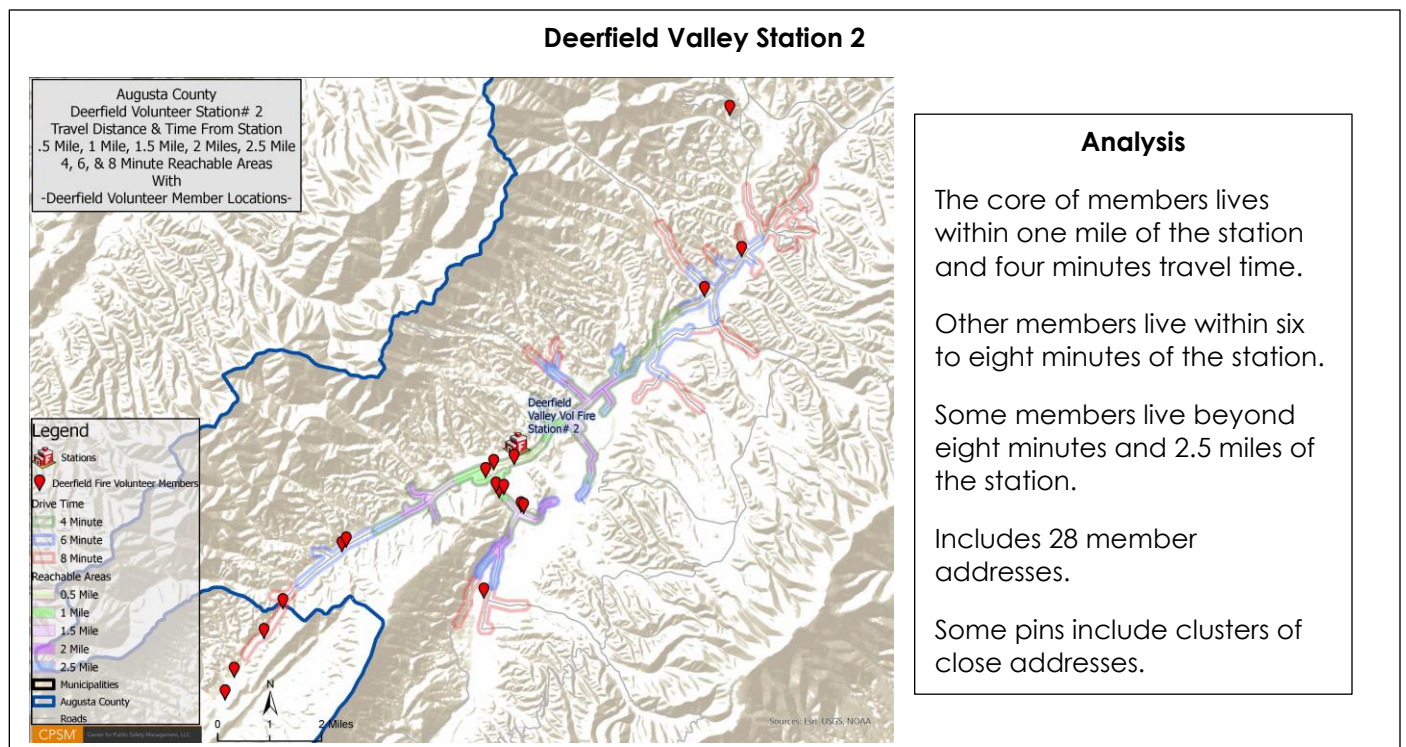 Deerfield Valley Station 2
Augusta County
Deerfield Volunteer Station# 2
Travel Distance & Time From Station
.5 Mile, 1 Mile, 1.5 Mile, 2 Miles, 2.5 Mile
4, 6, & 8 Minute Reachable Areas
With
-Deerfield Volunteer Member Locations-
Deerfield
Valley Vol Fire
Station# 2
Legend
Stations
Deerfield Fire Volunteer Members
Drive Time
4 Minute
6 Minute
8 Minute
Reachable Areas
0.5 Mile
1 Mile
1.5 Mile
2 Mile
2.5 Mile
Municipalities
Augusta County
Roads
N
0 1 2 Miles
Sources: Esri, USGS, NOAA
CPSM Center for Public Safety Management, LLC
Analysis
The core of members lives
within one mile of the station
and four minutes travel time.
Other members live within six
to eight minutes of the station.
Some members live beyond
eight minutes and 2.5 miles of
the station.
Includes 28 member
addresses.
Some pins include clusters of
close addresses.